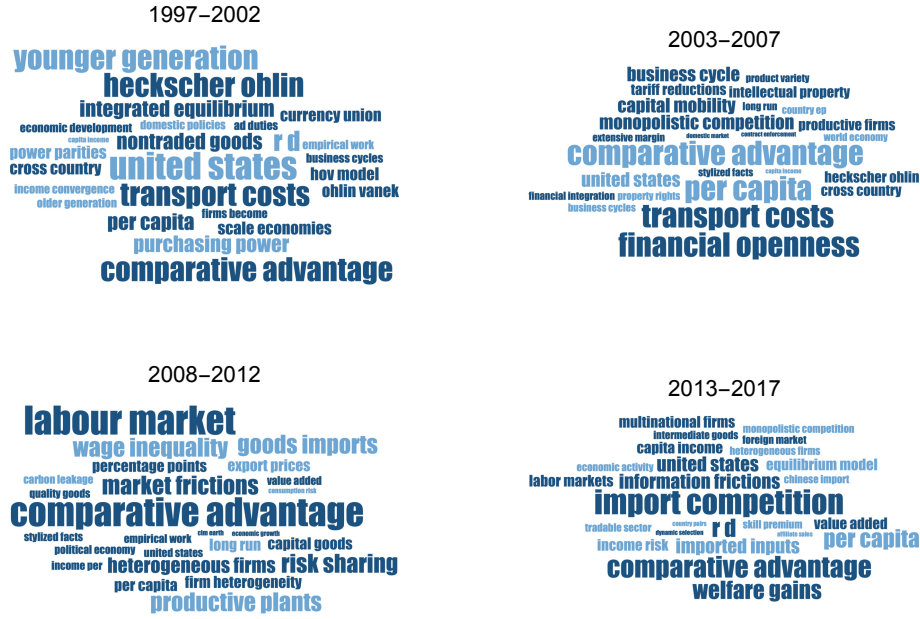 1997–2002
younger generation
heckscher ohlin
integrated equilibrium
currency union
economic development
domestic policies
ad duties
capita income
nontraded goods
r d
empirical work
power parities
united states
business cycles
cross country
hov model
income convergence
transport costs
ohlin vanek
older generation
per capita
firms become
scale economies
purchasing power
comparative advantage
2003–2007
business cycle
product variety
tariff reductions
intellectual property
capital mobility
long run
country ep
monopolistic competition
productive firms
extensive margin
domestic market
contract enforcement
world economy
comparative advantage
stylized facts
capita income
united states
per capita
heckscher ohlin
financial integration
property rights
cross country
business cycles
transport costs
financial openness
2008–2012
labour market
wage inequality
goods imports
percentage points
export prices
carbon leakage
market frictions
value added
quality goods
consumption risk
comparative advantage
stylized facts
empirical work
cim earth
economic growth
political economy
united states
long run
capital goods
income per
heterogeneous firms
risk sharing
per capita
firm heterogeneity
productive plants
2013–2017
multinational firms
monopolistic competition
intermediate goods
foreign market
capita income
heterogeneous firms
economic activity
united states
equilibrium model
labor markets
information frictions
chinese import
import competition
tradable sector
country pairs
dynamic selection
r d
skill premium
affiliate sales
value added
per capita
income risk
imported inputs
comparative advantage
welfare gains